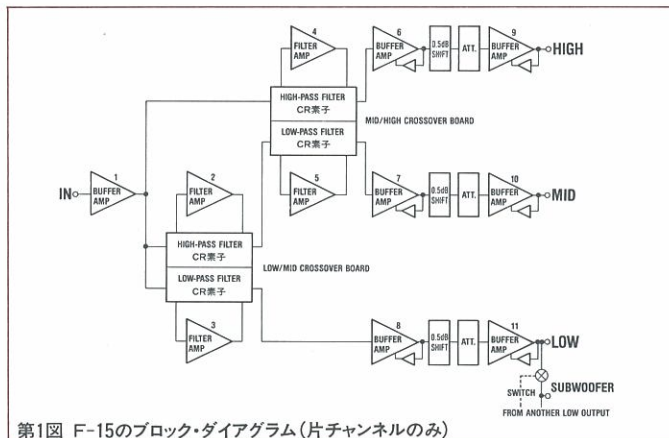 4
FILTER
AMP
6
BUFFER
AMP
0.5dB
SHIFT
ATT.
9
BUFFER
AMP
HIGH
HIGH-PASS FILTER
CR素子
MID/HIGH CROSSOVER BOARD
LOW-PASS FILTER
CR素子
IN
1
BUFFER
AMP
2
FILTER
AMP
5
FILTER
AMP
7
BUFFER
AMP
0.5dB
SHIFT
ATT.
10
BUFFER
AMP
MID
HIGH-PASS FILTER
CR素子
LOW/MID CROSSOVER BOARD
LOW-PASS FILTER
CR素子
3
FILTER
AMP
8
BUFFER
AMP
0.5dB
SHIFT
ATT.
11
BUFFER
AMP
LOW
SWITCH
SUBWOOFER
FROM ANOTHER LOW OUTPUT
第1図 F-15のブロック・ダイアグラム(片チャンネルのみ)